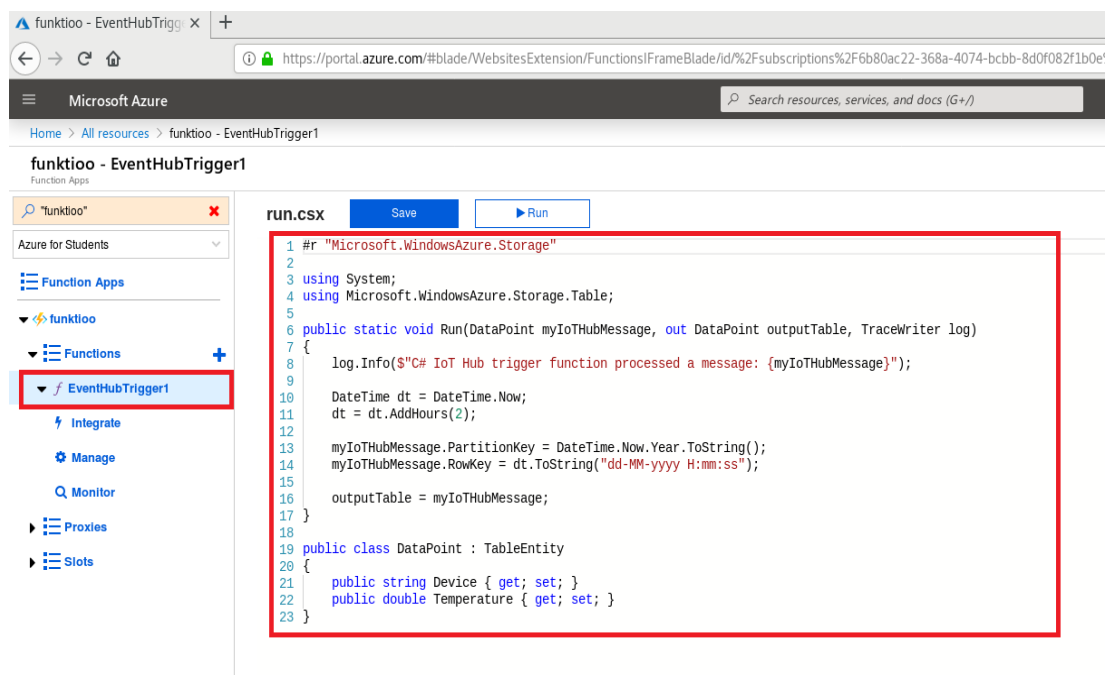 funktioo - EventHubTrigg
https://portal.azure.com/#blade/WebsitesExtension/FunctionsIFrameBlade/id/%2Fsubscriptions%2F6b80ac22-368a-4074-bcbb-8d0f082f1b0e%
Microsoft Azure
Search resources, services, and docs (G+/)
Home > All resources > funktioo - EventHubTrigger1
funktioo - EventHubTrigger1
Function Apps
"funktioo"
Azure for Students
Function Apps
funktioo
Functions
EventHubTrigger1
Integrate
Manage
Monitor
Proxies
Slots
run.csx Save Run
1 #r "Microsoft.WindowsAzure.Storage"
2
3 using System;
4 using Microsoft.WindowsAzure.Storage.Table;
5
6 public static void Run(DataPoint myIoTHubMessage, out DataPoint outputTable, TraceWriter log)
7 {
8 log.Info($"C# IoT Hub trigger function processed a message: {myIoTHubMessage}");
9
10 DateTime dt = DateTime.Now;
11 dt = dt.AddHours(2);
12
13 myIoTHubMessage.PartitionKey = DateTime.Now.Year.ToString();
14 myIoTHubMessage.RowKey = dt.ToString("dd-MM-yyyy H:mm:ss");
15
16 outputTable = myIoTHubMessage;
17 }
18
19 public class DataPoint : TableEntity
20 {
21 public string Device { get; set; }
22 public double Temperature { get; set; }
23 }